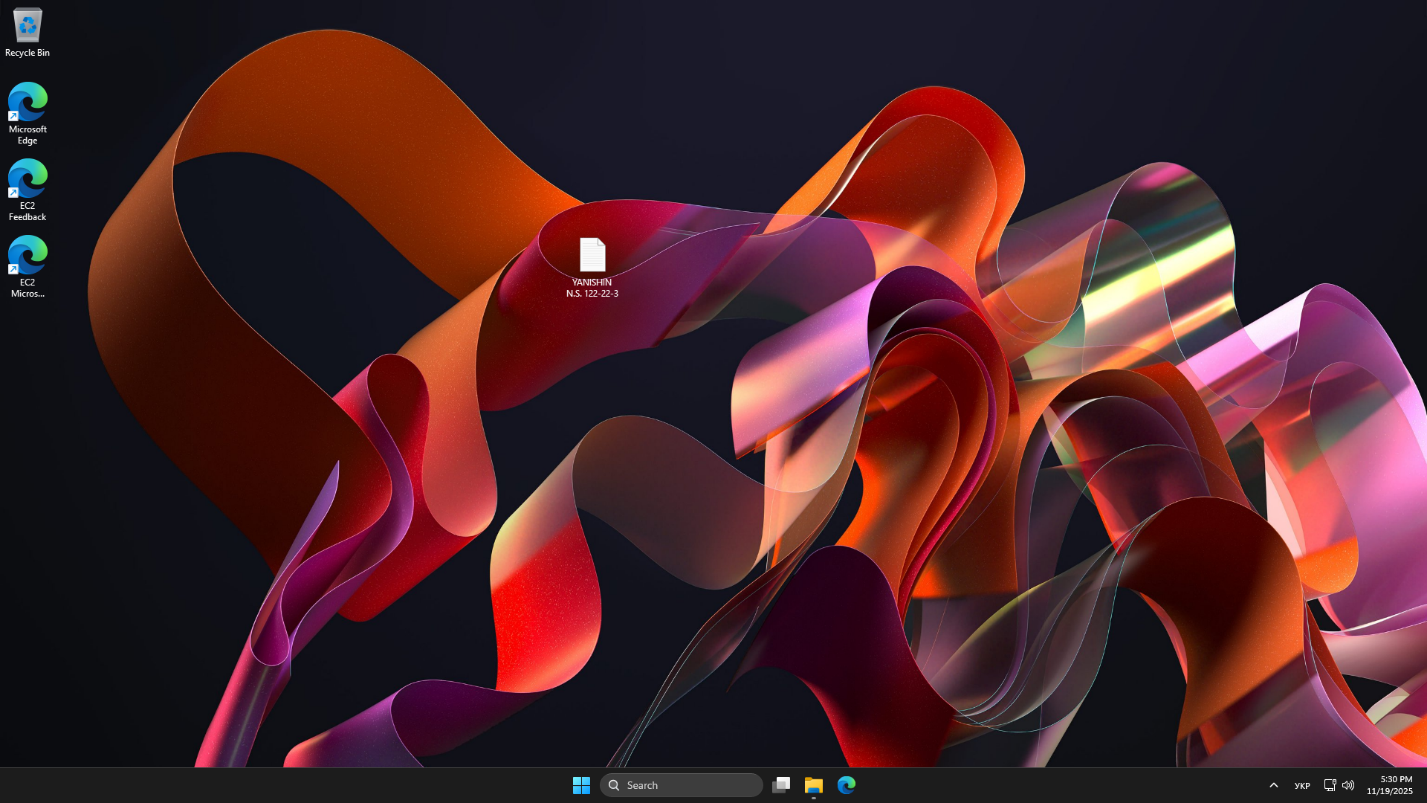 Recycle Bin
Microsoft
Edge
EC2
Feedback
EC2
Micros...
YANISHIN
N.S. 122-22-3
Search
УКР
5:30 PM
11/19/2025